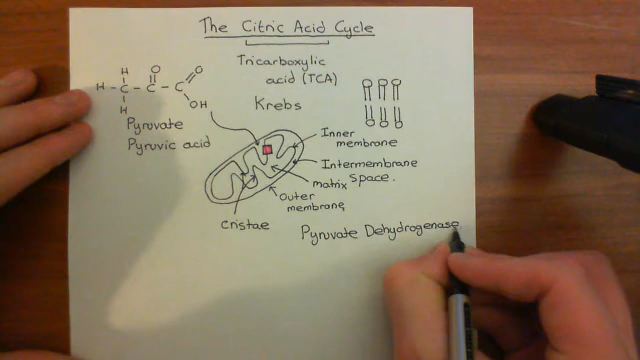 The Citric Acid Cycle
Tricarboxylic
acid (TCA)
Krebs
H
O
O
H - C - C - C
OH
H
Pyruvate
Pyruvic acid
Inner
membrane
Intermembrane
space.
matrix
Outer
membrane
Cristae
Pyruvate Dehydrogenase